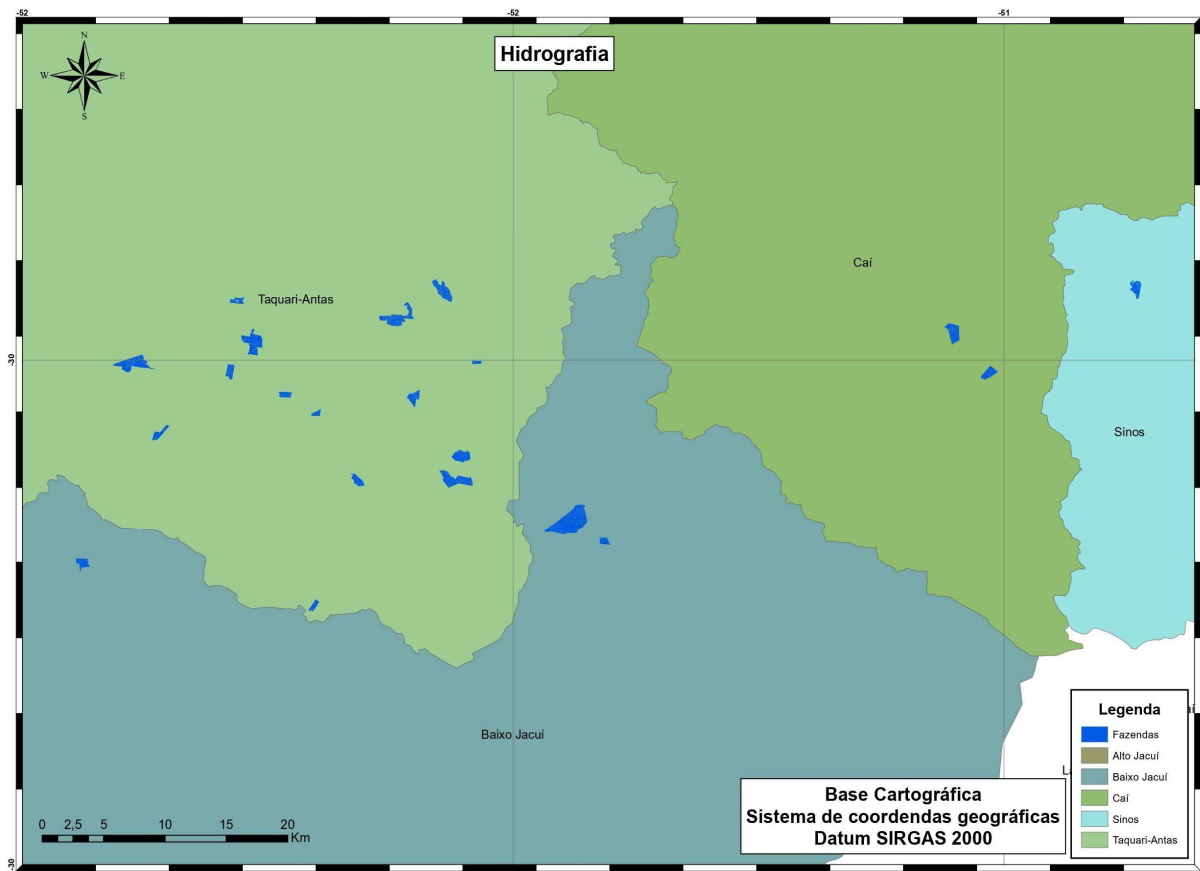 -52
-52
-51
Hidrografia
N
W
E
S
Caí
Taquari-Antas
-30
Sinos
Baixo Jacuí
Legenda
Fazendas
Alto Jacuí
Baixo Jacuí
Caí
Sinos
Taquari-Antas
Base Cartográfica
Sistema de coordendas geográficas
Datum SIRGAS 2000
0 2,5 5 10 15 20
Km
-30